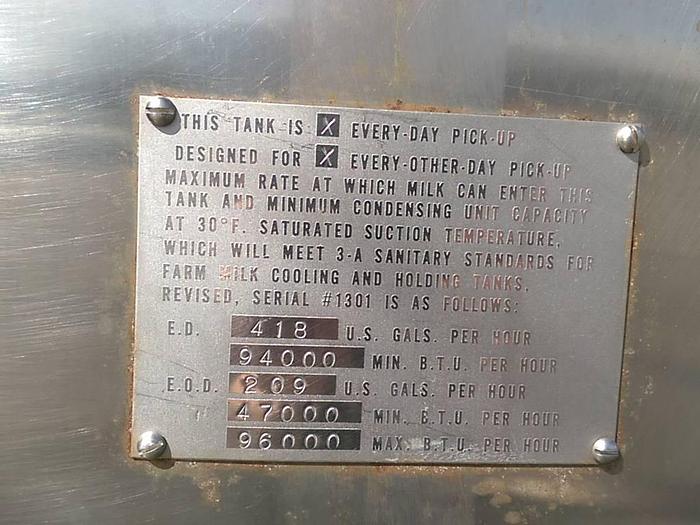 THIS TANK IS X EVERY-DAY PICK-UP
DESIGNED FOR X EVERY-OTHER-DAY PICK-UP
MAXIMUM RATE AT WHICH MILK CAN ENTER THIS
TANK AND MINIMUM CONDENSING UNIT CAPACITY
AT 30°F. SATURATED SUCTION TEMPERATURE,
WHICH WILL MEET 3-A SANITARY STANDARDS FOR
FARM MILK COOLING AND HOLDING TANKS,
REVISED, SERIAL #1301 IS AS FOLLOWS:
E.D. 418 U.S. GALS. PER HOUR
94000 MIN. B.T.U. PER HOUR
E.O.D. 209 U.S. GALS. PER HOUR
47000 MIN. B.T.U. PER HOUR
96000 MAX. B.T.U. PER HOUR